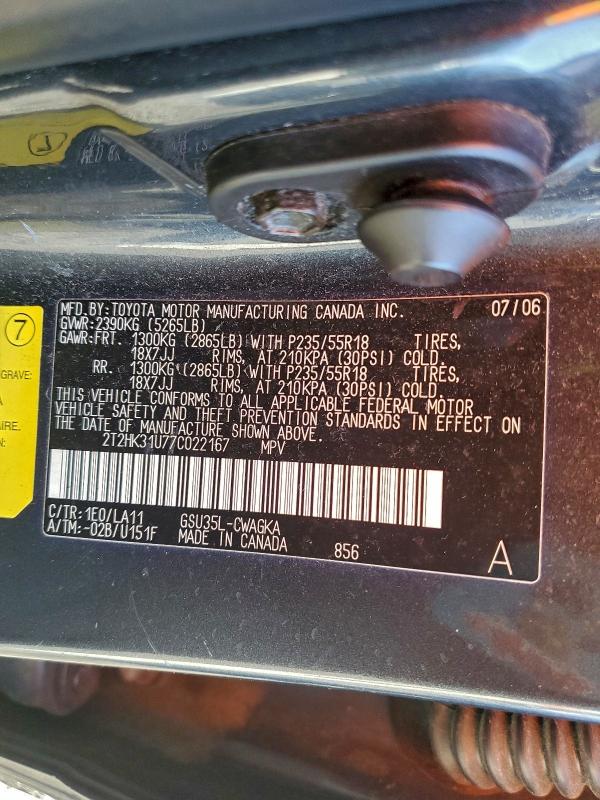 7
GRAVE:
A
AIRE.
N:
MFD.BY:TOYOTA MOTOR MANUFACTURING CANADA INC. 07/06
GVWR:2390KG (5265LB)
GAWR:FRT. 1300KG (2865LB) WITH P235/55R18 TIRES,
18X7JJ RIMS, AT 210KPA (30PSI) COLD.
RR. 1300KG (2865LB) WITH P235/55R18 TIRES,
18X7JJ RIMS, AT 210KPA (30PSI) COLD.
THIS VEHICLE CONFORMS TO ALL APPLICABLE FEDERAL MOTOR
VEHICLE SAFETY AND THEFT PREVENTION STANDARDS IN EFFECT ON
THE DATE OF MANUFACTURE SHOWN ABOVE.
2T2HK31U77C022167 MPV
C/TR:1E0/LA11 GSU35L-CWAGKA
A/TM:-02B/U151F MADE IN CANADA 856 A